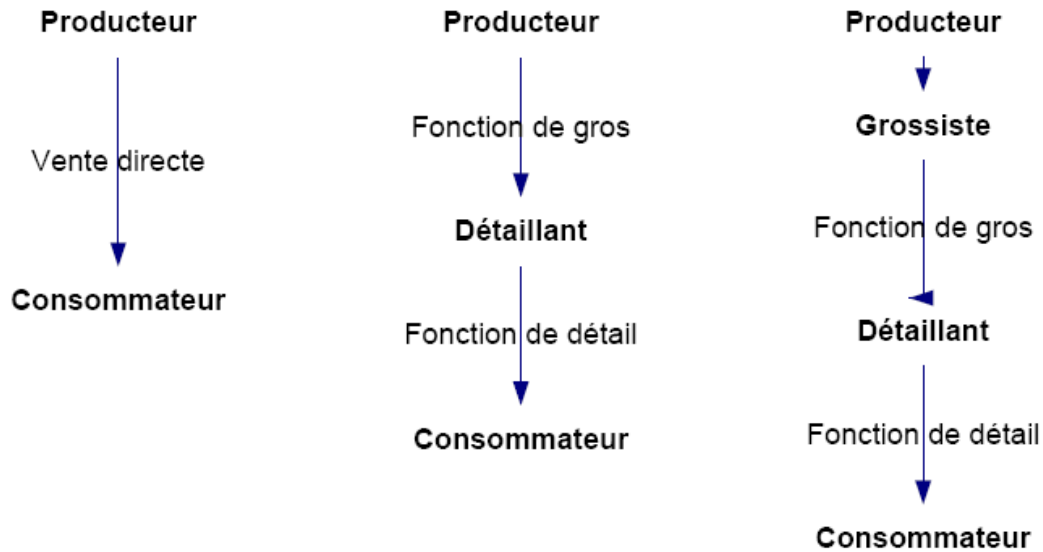 Producteur
Vente directe
Consommateur
Producteur
Fonction de gros
Détaillant
Fonction de détail
Consommateur
Producteur
Grossiste
Fonction de gros
Détaillant
Fonction de détail
Consommateur